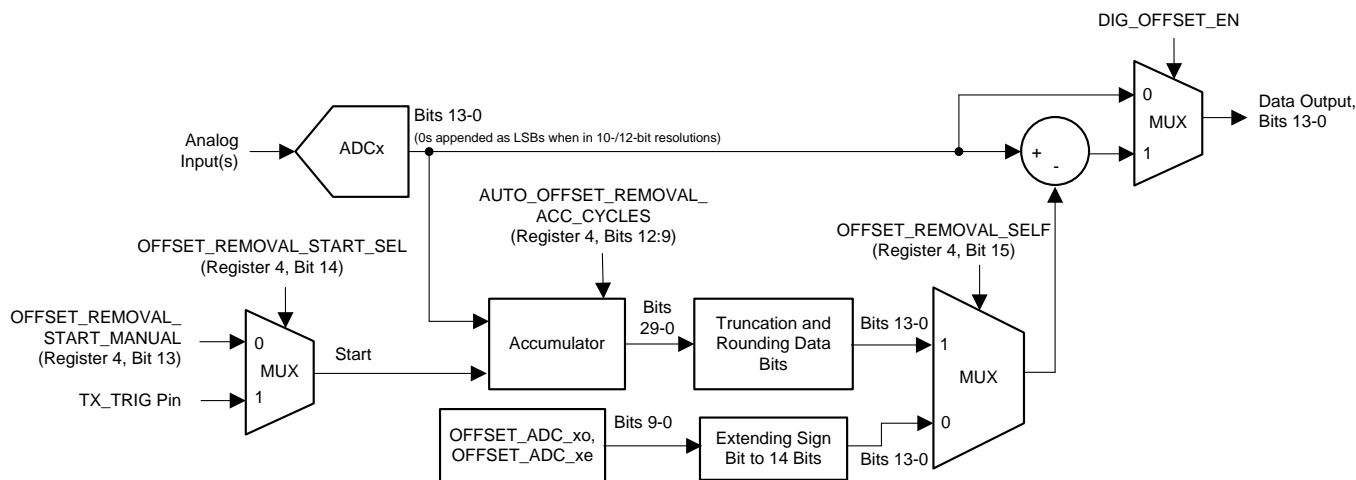 DIG_OFFSET_EN
0
MUX
1
Data Output,
Bits 13-0
Analog
Input(s)
ADCx
Bits 13-0
(0s appended as LSBs when in 10-/12-bit resolutions)
+
-
AUTO_OFFSET_REMOVAL_
ACC_CYCLES
(Register 4, Bits 12:9)
OFFSET_REMOVAL_SELF
(Register 4, Bit 15)
OFFSET_REMOVAL_START_SEL
(Register 4, Bit 14)
OFFSET_REMOVAL_
START_MANUAL
(Register 4, Bit 13)
TX_TRIG Pin
0
MUX
1
Start
Accumulator
Bits
29-0
Truncation and
Rounding Data
Bits
Bits 13-0
1
MUX
0
OFFSET_ADC_xo,
OFFSET_ADC_xe
Bits 9-0
Extending Sign
Bit to 14 Bits
Bits 13-0